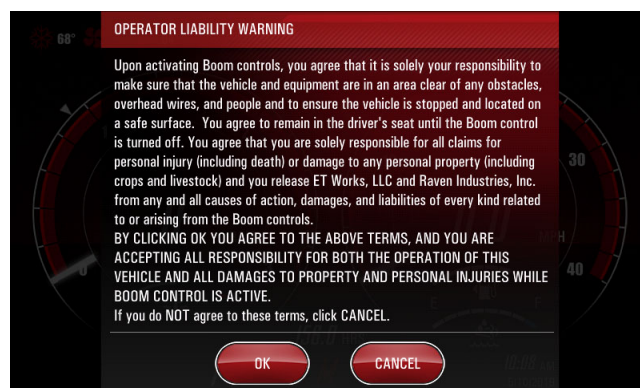 OPERATOR LIABILITY WARNING
68°
Upon activating Boom controls, you agree that it is solely your responsibility to
make sure that the vehicle and equipment are in an area clear of any obstacles,
overhead wires, and people and to ensure the vehicle is stopped and located on
a safe surface.  You agree to remain in the driver's seat until the Boom control
is turned off. You agree that you are solely responsible for all claims for
personal injury (including death) or damage to any personal property (including
crops and livestock) and you release ET Works, LLC and Raven Industries, Inc.
from any and all causes of action, damages, and liabilities of every kind related
to or arising from the Boom controls.
BY CLICKING OK YOU AGREE TO THE ABOVE TERMS, AND YOU ARE
ACCEPTING ALL RESPONSIBILITY FOR BOTH THE OPERATION OF THIS
VEHICLE AND ALL DAMAGES TO PROPERTY AND PERSONAL INJURIES WHILE
BOOM CONTROL IS ACTIVE.
If you do NOT agree to these terms, click CANCEL.
30
40
0
E
F
OK
CANCEL